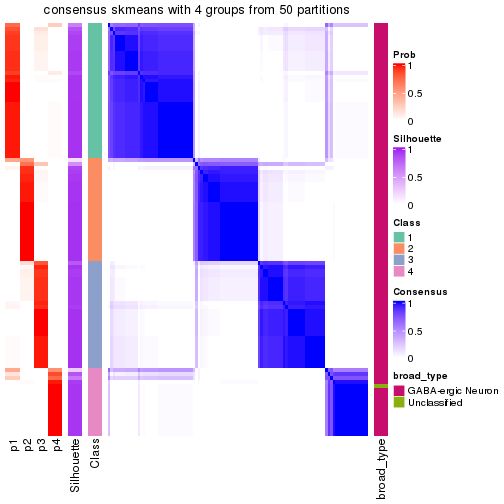 consensus skmeans with 4 groups from 50 partitions
Prob
1
0.5
0
Silhouette
1
0.5
0
Class
1
2
3
4
Consensus
1
0.5
0
broad_type
GABA-ergic Neuron
Unclassified
p1
p2
p3
p4
Silhouette
Class
broad_type